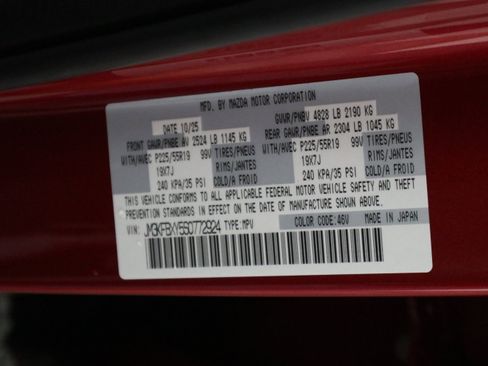 MFD. BY MAZDA MOTOR CORPORATION
DATE 10/25 GVWR/PNBV 4828 LB 2190 KG
FRONT GAWR/PNBE AV 2524 LB 1145 KG REAR GAWR/PNBE AR 2304 LB 1045 KG
WITH/AVEC P225/55R19 99V TIRES/PNEUS WITH/AVEC P225/55R19 99V TIRES/PNEUS
19X7J RIMS/JANTES 19X7J RIMS/JANTES
240 KPA/35 PSI COLD/A FROID 240 KPA/35 PSI COLD/A FROID
THIS VEHICLE CONFORMS TO ALL APPLICABLE FEDERAL MOTOR VEHICLE SAFETY AND THEFT
PREVENTION STANDARDS IN EFFECT ON THE DATE OF MANUFACTURE SHOWN ABOVE.
VIN: JM3KFBXY550772924 TYPE:MPV COLOR CODE:46V MADE IN JAPAN